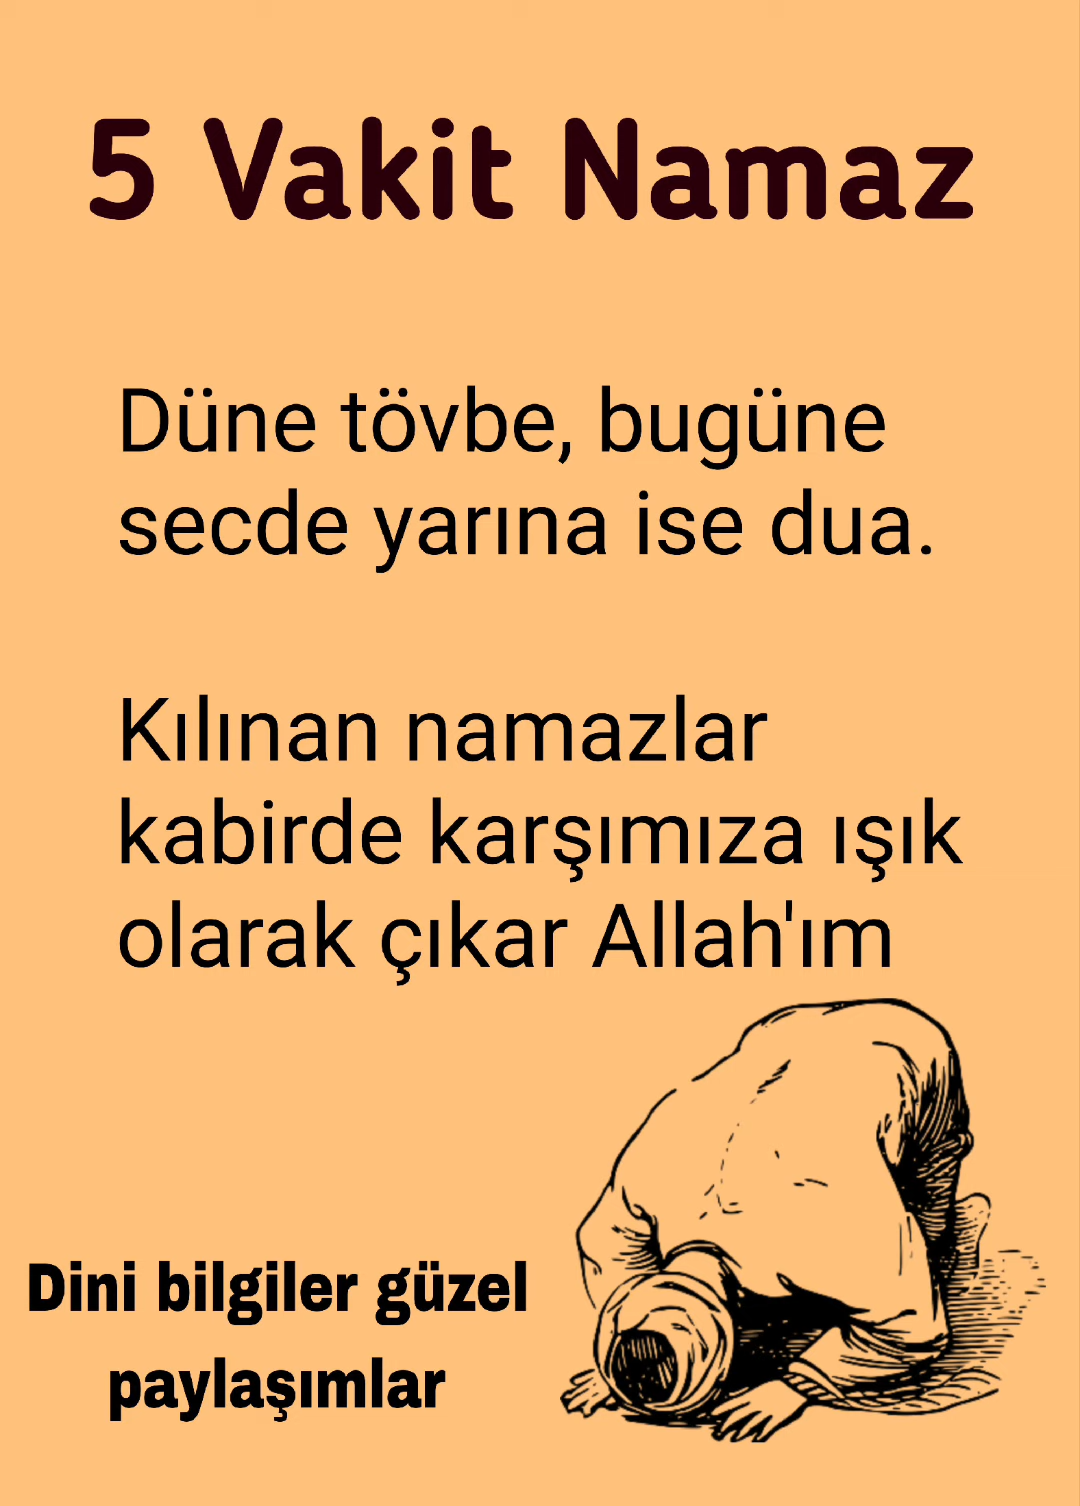 5 Vakit Namaz
Düne tövbe, bugüne
secde yarına ise dua.
Kılınan namazlar
kabirde karşımıza ışık
olarak çıkar Allah'ım
Dini bilgiler güzel
paylaşımlar